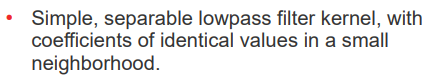 • Simple, separable lowpass filter kernel, with
coefficients of identical values in a small
neighborhood.